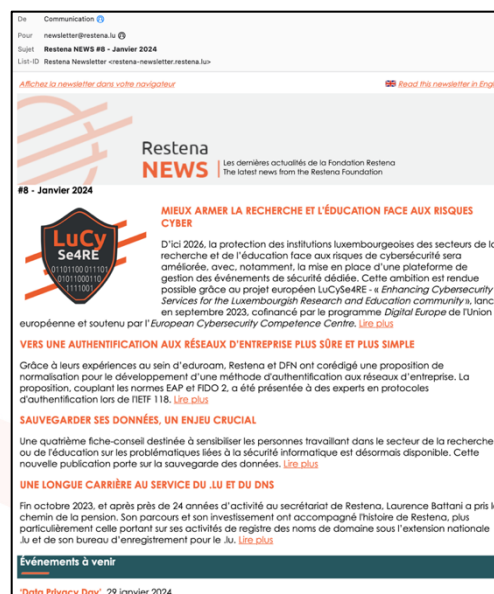 De Communication
Pour newsletter@restena.lu
Sujet Restena NEWS #8 - Janvier 2024
List-ID Restena Newsletter <restena-newsletter.restena.lu>
Affichez la newsletter dans votre navigateur
Read this newsletter in Engl
Restena
NEWS
Les dernières actualités de la Fondation Restena
The latest news from the Restena Foundation
#8 - Janvier 2024
LuCy
Se4RE
01101100 011101
01011000110
1111001
MIEUX ARMER LA RECHERCHE ET L'ÉDUCATION FACE AUX RISQUES
CYBER
D'ici 2026, la protection des institutions luxembourgeoises des secteurs de la
recherche et de l'éducation face aux risques de cybersécurité sera
améliorée, avec, notamment, la mise en place d'une plateforme de
gestion des événements de sécurité dédiée. Cette ambition est rendue
possible grâce au projet européen LuCySe4RE - « Enhancing Cybersecurity
Services for the Luxembourgish Research and Education community », lanc
en septembre 2023, cofinancé par le programme Digital Europe de l'Union
européenne et soutenu par l'European Cybersecurity Competence Centre. Lire plus
VERS UNE AUTHENTIFICATION AUX RÉSEAUX D'ENTREPRISE PLUS SÛRE ET PLUS SIMPLE
Grâce à leurs expériences au sein d'eduroam, Restena et DFN ont corédigé une proposition de
normalisation pour le développement d'une méthode d'authentification aux réseaux d'entreprise. La
proposition, couplant les normes EAP et FIDO 2, a été présentée à des experts en protocoles
d'authentification lors de l'IETF 118. Lire plus
SAUVEGARDER SES DONNÉES, UN ENJEU CRUCIAL
Une quatrième fiche-conseil destinée à sensibiliser les personnes travaillant dans le secteur de la recherche
ou de l'éducation sur les problématiques liées à la sécurité informatique est désormais disponible. Cette
nouvelle publication porte sur la sauvegarde des données. Lire plus
UNE LONGUE CARRIÈRE AU SERVICE DU .LU ET DU DNS
Fin octobre 2023, et après près de 24 années d'activité au secrétariat de Restena, Laurence Battani a pris le
chemin de la pension. Son parcours et son investissement ont accompagné l'histoire de Restena, plus
particulièrement celle portant sur ses activités de registre des noms de domaine sous l'extension nationale
.lu et de son bureau d'enregistrement pour le .lu. Lire plus
Événements à venir
'Data Privacy Day', 29 janvier 2024